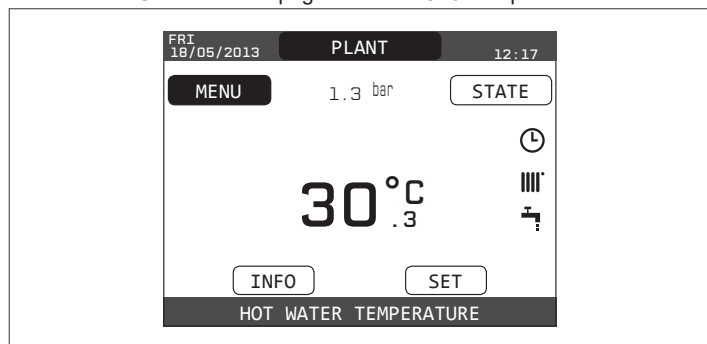 FRI
18/05/2013 PLANT 12:17
MENU 1.3 bar STATE
30.3 °C
INFO SET
HOT WATER TEMPERATURE